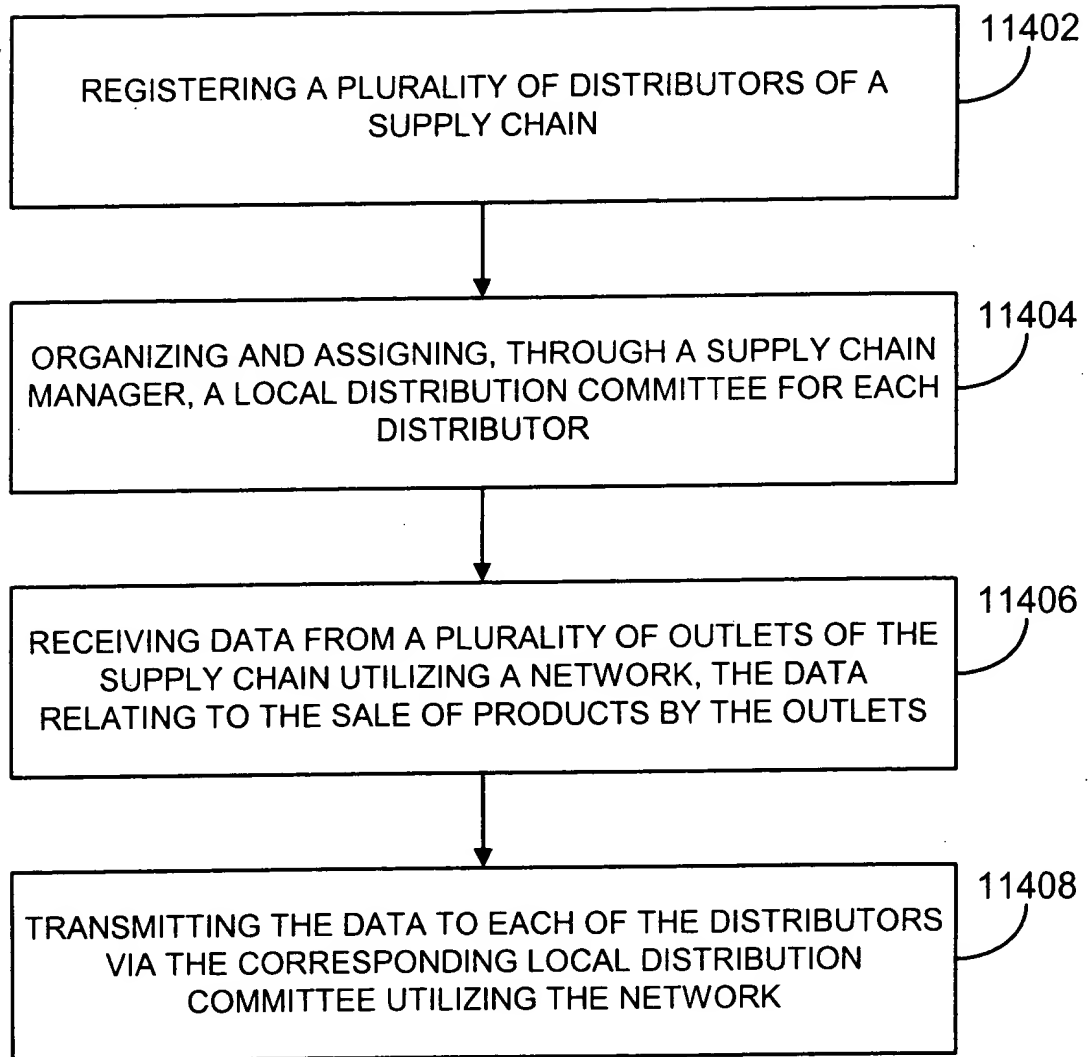 11402
REGISTERING A PLURALITY OF DISTRIBUTORS OF A
SUPPLY CHAIN
11404
ORGANIZING AND ASSIGNING, THROUGH A SUPPLY CHAIN
MANAGER, A LOCAL DISTRIBUTION COMMITTEE FOR EACH
DISTRIBUTOR
11406
RECEIVING DATA FROM A PLURALITY OF OUTLETS OF THE
SUPPLY CHAIN UTILIZING A NETWORK, THE DATA
RELATING TO THE SALE OF PRODUCTS BY THE OUTLETS
11408
TRANSMITTING THE DATA TO EACH OF THE DISTRIBUTORS
VIA THE CORRESPONDING LOCAL DISTRIBUTION
COMMITTEE UTILIZING THE NETWORK